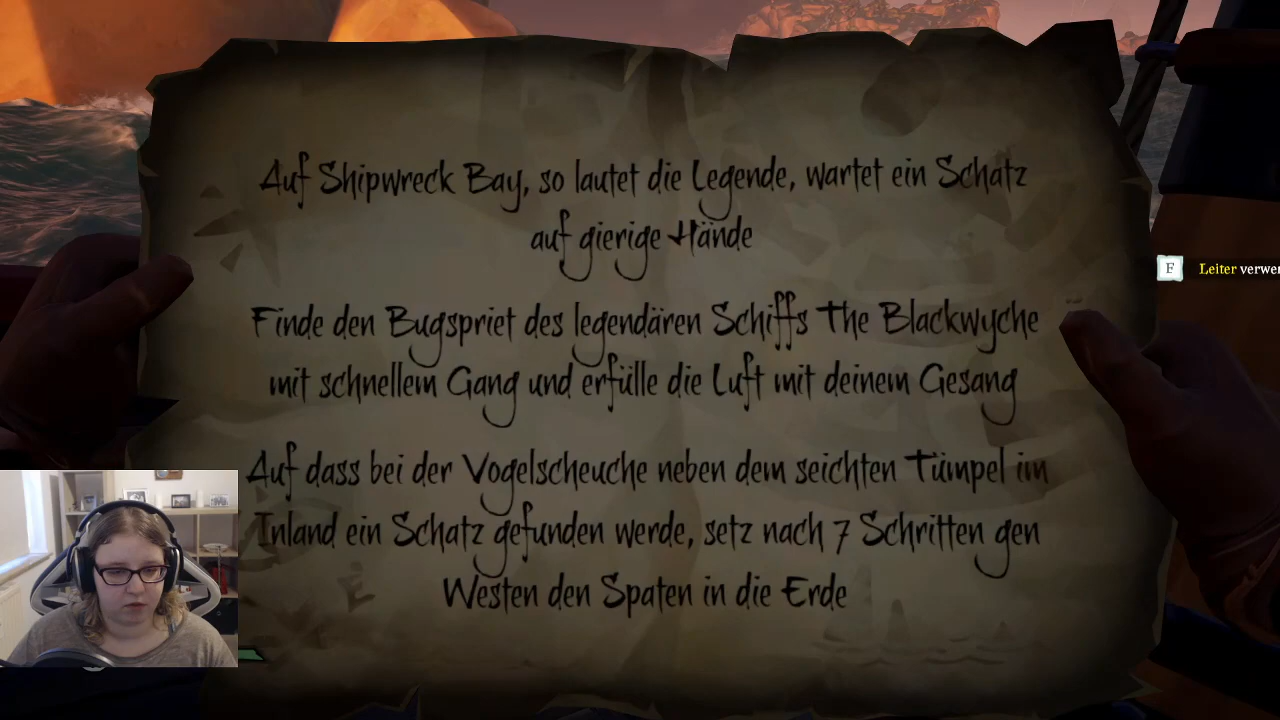 Auf Shipwreck Bay, so lautet die Legende, wartet ein Schatz
auf gierige Hände
Finde den Bugspriet des legendären Schiffs The Blackwyche
mit schnellem Gang und erfülle die Luft mit deinem Gesang
Auf dass bei der Vogelscheuche neben dem seichten Tümpel im
Inland ein Schatz gefunden werde, setz nach 7 Schritten gen
Westen den Spaten in die Erde
F Leiter